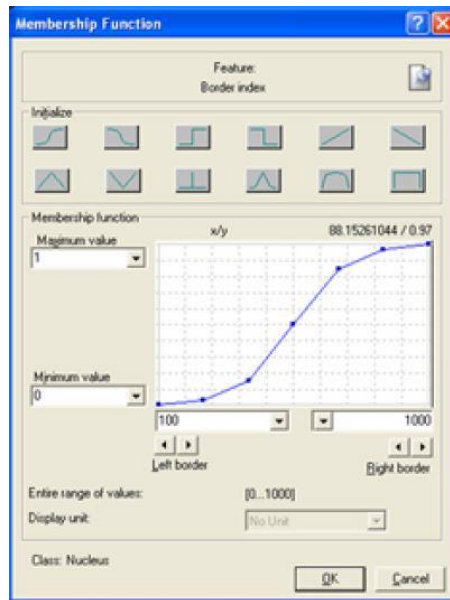 Membership Function
Feature:
Border index
Initialize
Membership function
x/y
88.15261044 / 0.97
Maximum value
1
Minimum value
0
100
1000
Left border
Right border
Entire range of values:
[0...1000]
Display unit:
No Unit
Class: Nucleus
OK
Cancel